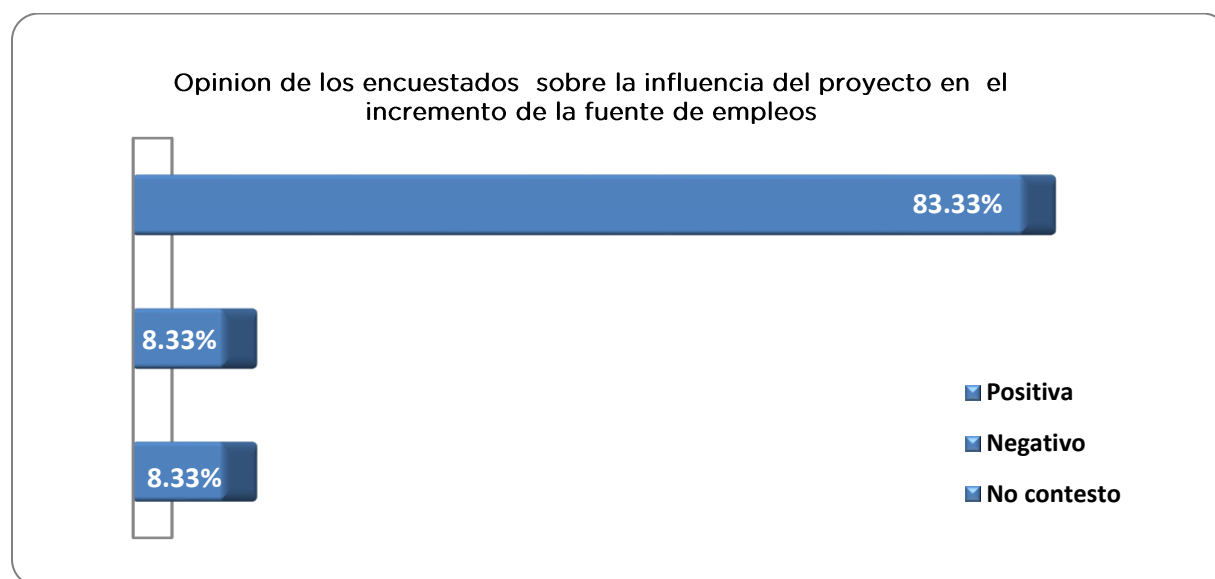 Opinion de los encuestados sobre la influencia del proyecto en el
incremento de la fuente de empleos
83.33%
8.33%
8.33%
Positiva
Negativo
No contesto